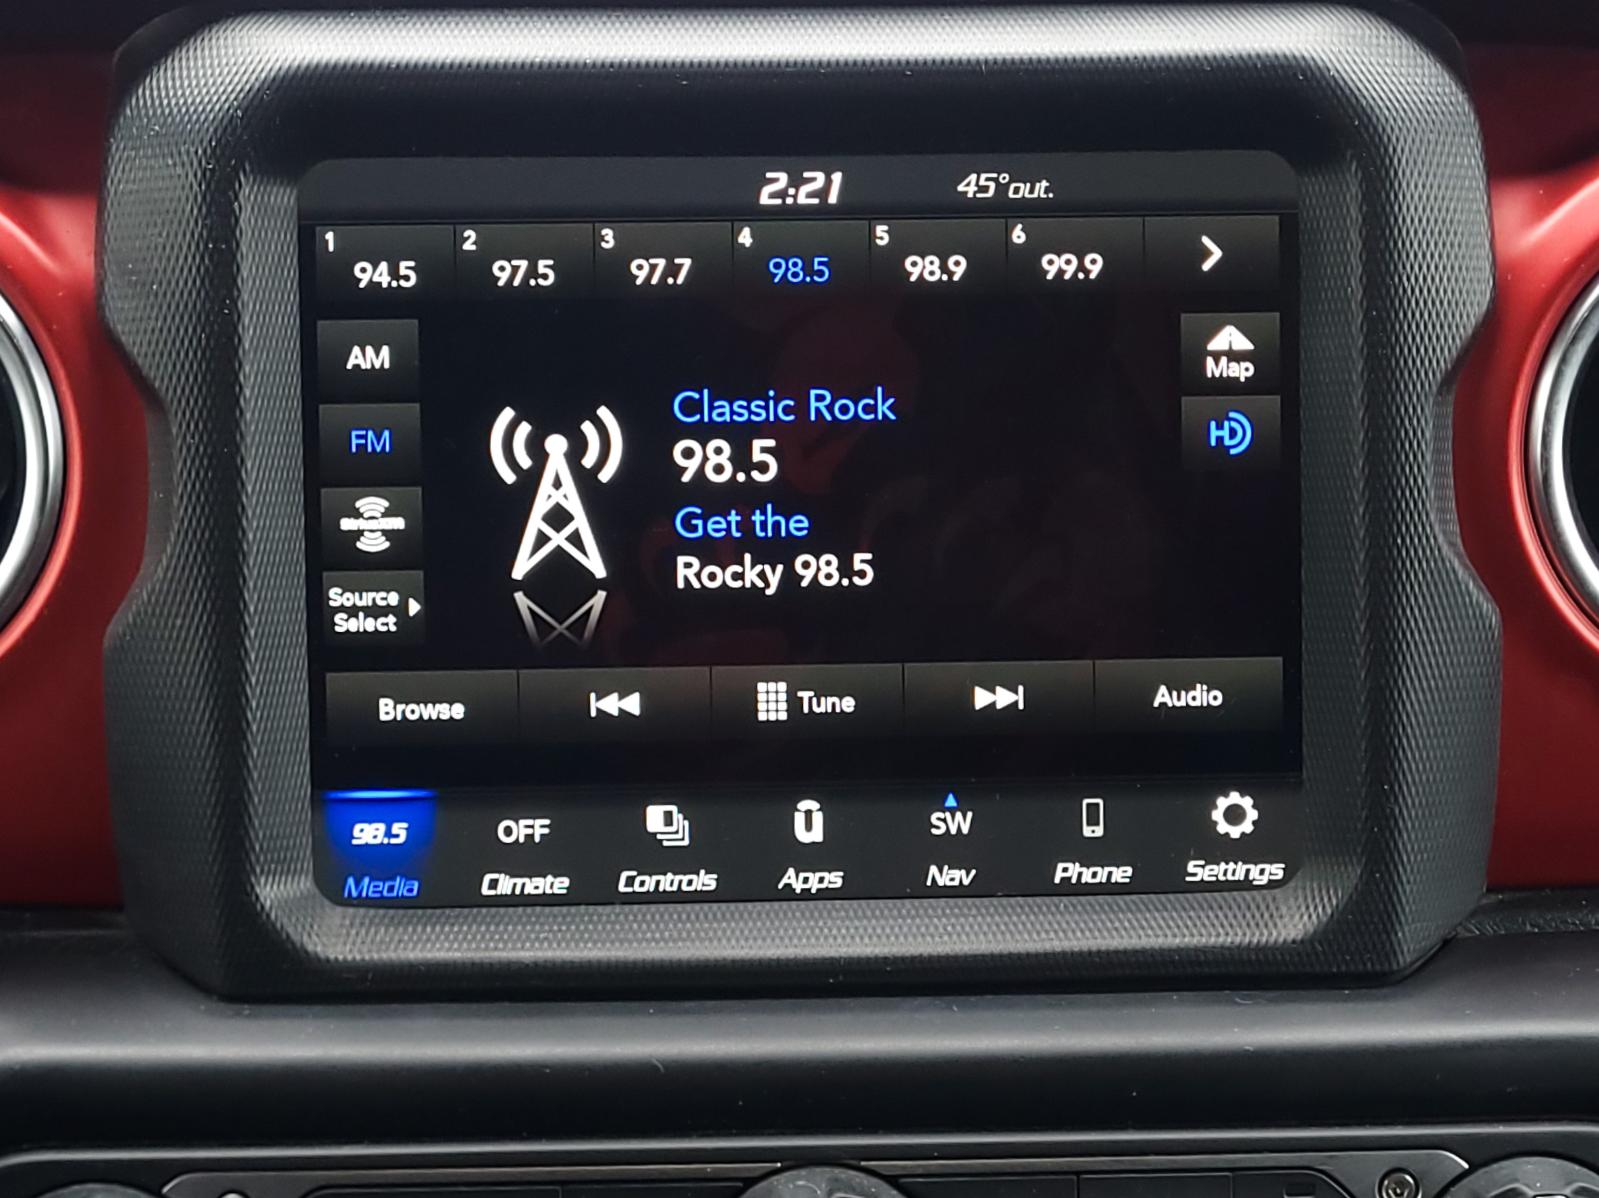 2:21 45° out.
1 2 3 4 5 6
94.5 97.5 97.7 98.5 98.9 99.9
AM
Map
FM
HD
Classic Rock
98.5
Get the
Rocky 98.5
SiriusXM
Source
Select
Browse Tune Audio
98.5 OFF SW
Media Climate Controls Apps Nav Phone Settings